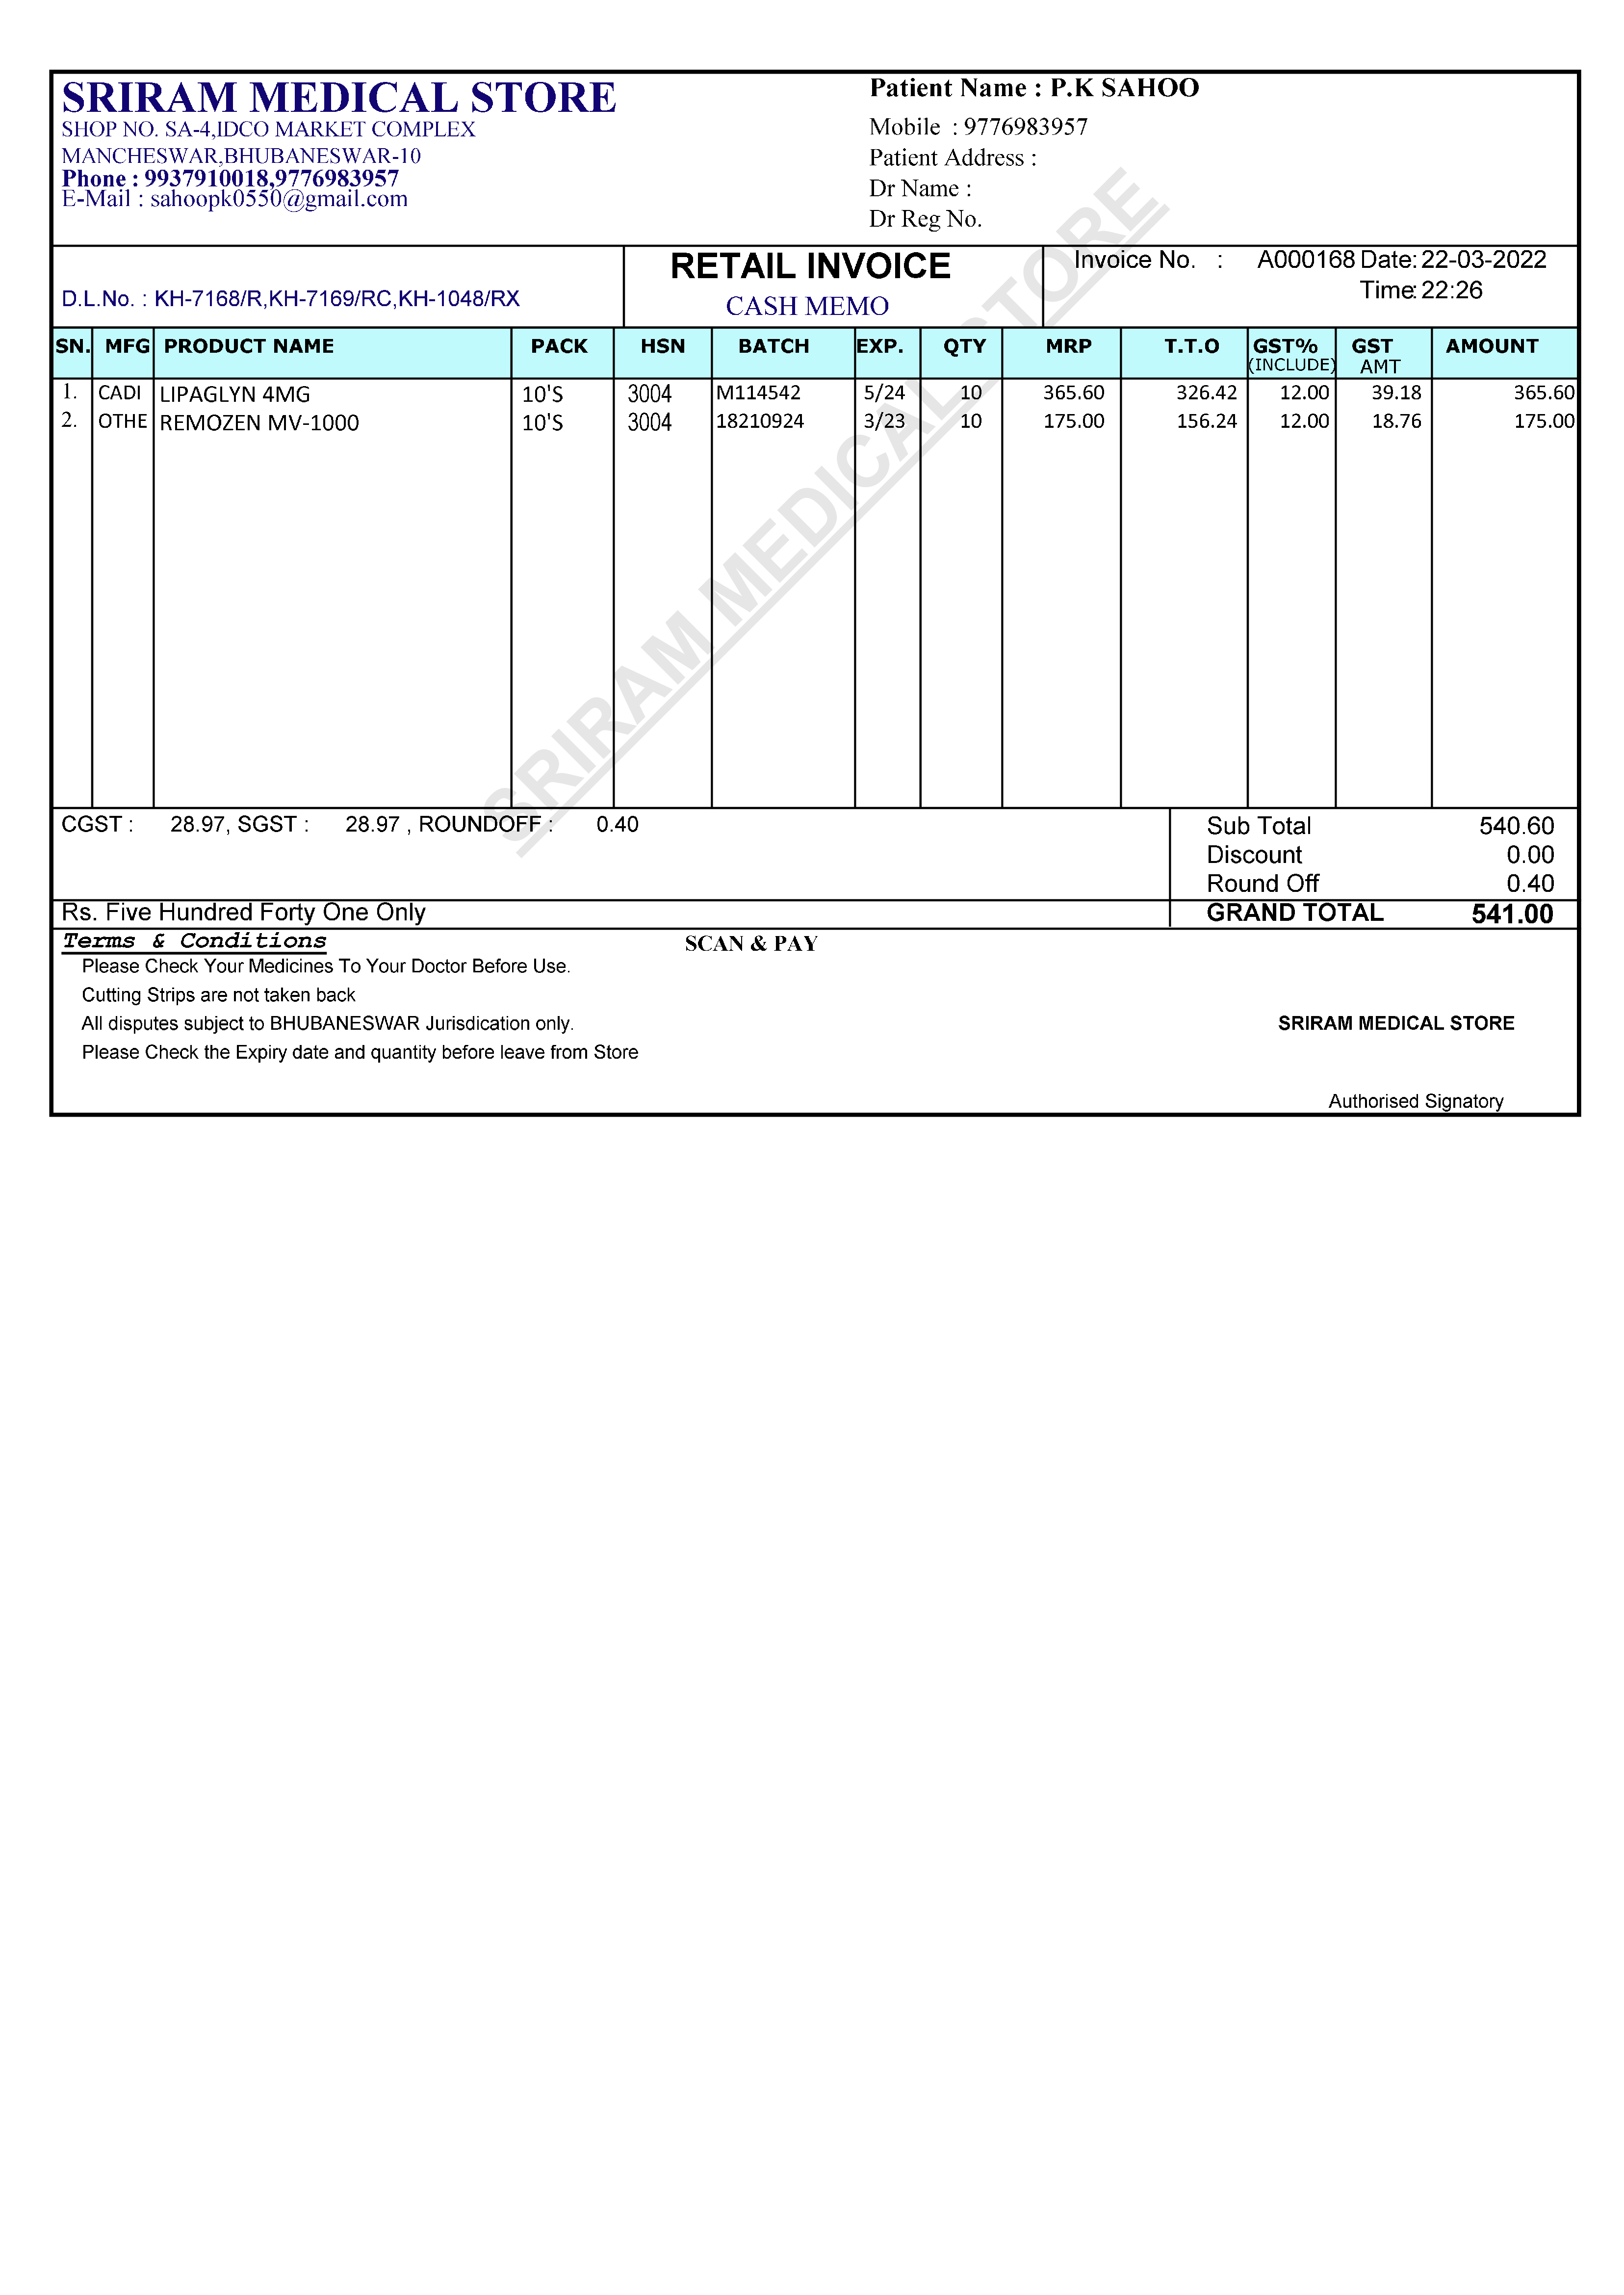 SRIRAM MEDICAL STORE
SHOP NO. SA-4,IDCO MARKET COMPLEX
MANCHESWAR,BHUBANESWAR-10
Phone : 9937910018,9776983957
E-Mail : sahoopk0550@gmail.com
Patient Name : P.K SAHOO
Mobile : 9776983957
Patient Address :
Dr Name :
Dr Reg No.
D.L.No. : KH-7168/R,KH-7169/RC,KH-1048/RX
RETAIL INVOICE
CASH MEMO
Invoice No. : A000168 Date: 22-03-2022
Time: 22:26
SN. MFG PRODUCT NAME PACK HSN BATCH EXP. QTY MRP T.T.O GST% (INCLUDE) GST AMT AMOUNT
1. CADI LIPAGLYN 4MG 10'S 3004 M114542 5/24 10 365.60 326.42 12.00 39.18 365.60
2. OTHE REMOZEN MV-1000 10'S 3004 18210924 3/23 10 175.00 156.24 12.00 18.76 175.00
SRIRAM MEDICAL STORE
CGST : 28.97, SGST : 28.97 , ROUNDOFF : 0.40
Sub Total 540.60
Discount 0.00
Round Off 0.40
Rs. Five Hundred Forty One Only
GRAND TOTAL 541.00
Terms & Conditions
Please Check Your Medicines To Your Doctor Before Use.
Cutting Strips are not taken back
All disputes subject to BHUBANESWAR Jurisdication only.
Please Check the Expiry date and quantity before leave from Store
SCAN & PAY
SRIRAM MEDICAL STORE
Authorised Signatory